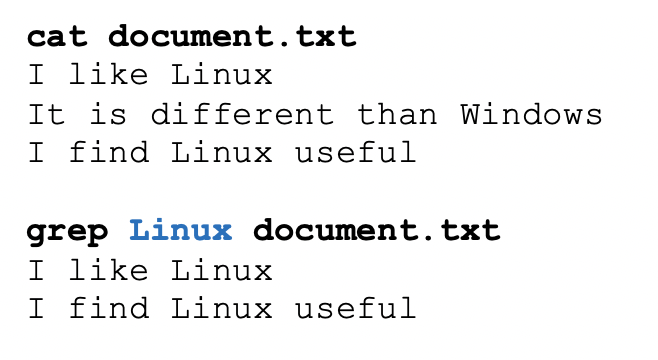 cat document.txt
I like Linux
It is different than Windows
I find Linux useful
grep Linux document.txt
I like Linux
I find Linux useful